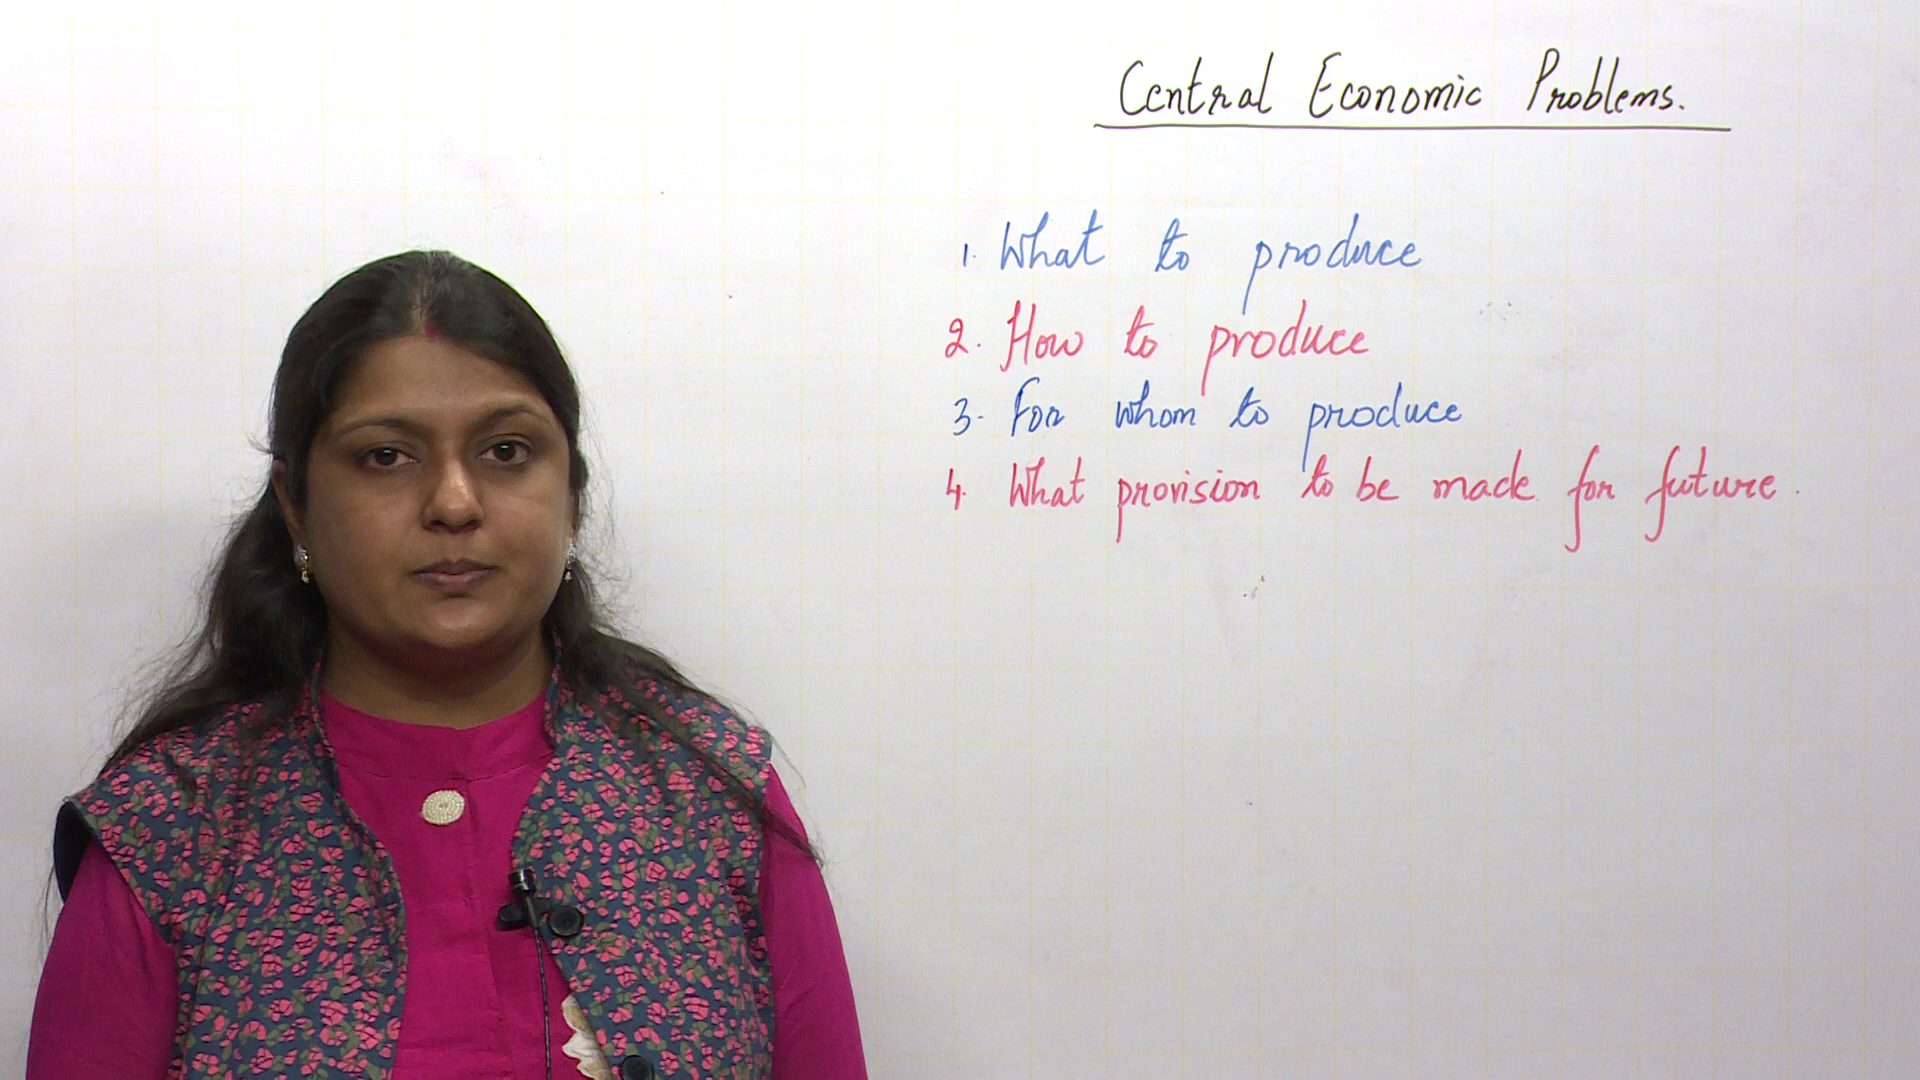 Central Economic Problems.
1. What to produce
2. How to produce
3. For whom to produce
4. What provision to be made for future.